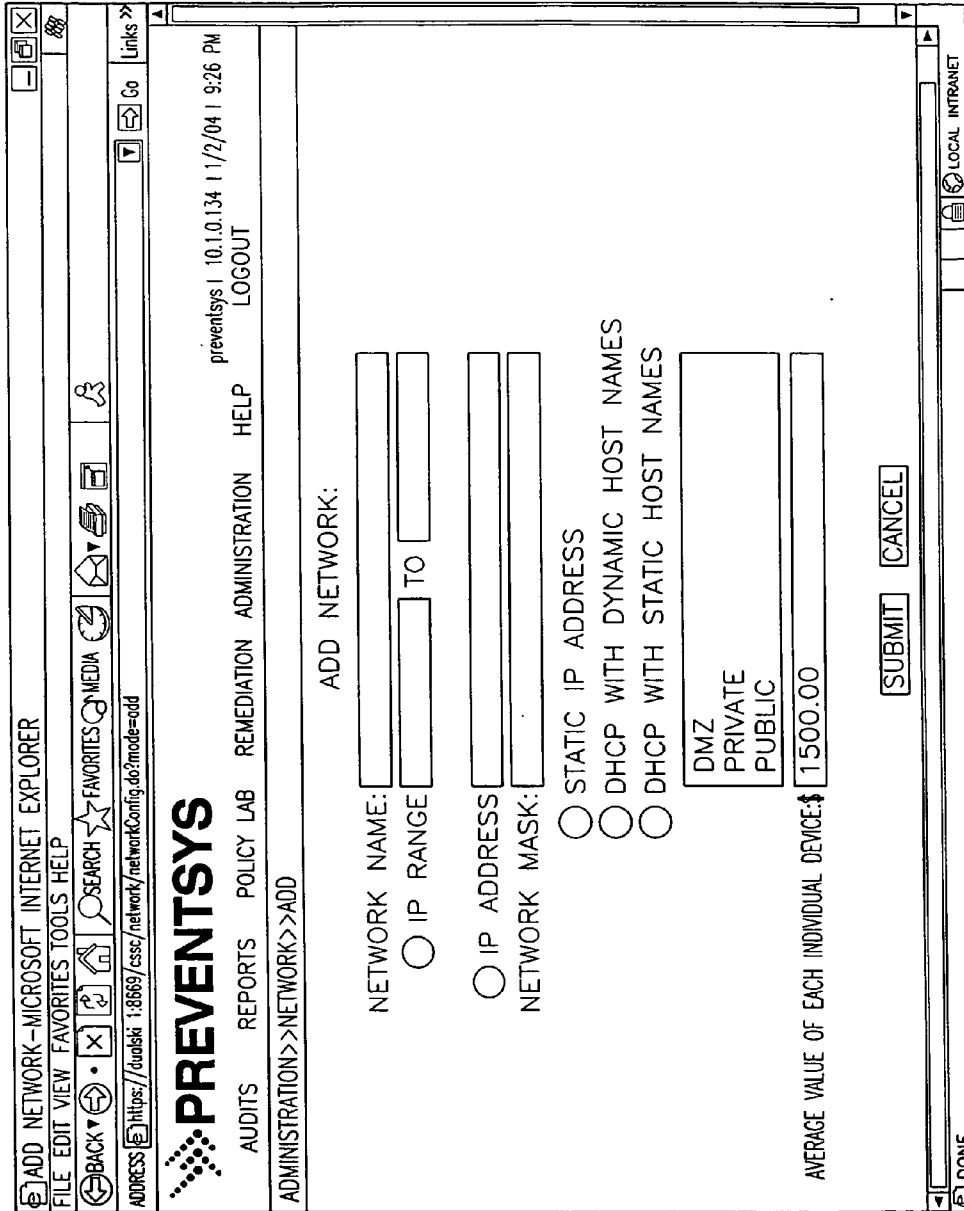 ADD NETWORK-MICROSOFT INTERNET EXPLORER
FILE EDIT VIEW FAVORITES TOOLS HELP
BACK SEARCH FAVORITES MEDIA
ADDRESS https://duolski 1:8669/cssc/network/networkConfig.do?mode=add Go Links »
PREVENTSYS
preventsys | 10.1.0.134 | 1/2/04 | 9:26 PM
AUDITS REPORTS POLICY LAB REMEDIATION ADMINISTRATION HELP LOGOUT
ADMINISTRATION>>NETWORK>>ADD
ADD NETWORK:
NETWORK NAME:
IP RANGE TO
IP ADDRESS
NETWORK MASK:
STATIC IP ADDRESS
DHCP WITH DYNAMIC HOST NAMES
DHCP WITH STATIC HOST NAMES
DMZ
PRIVATE
PUBLIC
AVERAGE VALUE OF EACH INDIVIDUAL DEVICE:$ 1500.00
SUBMIT CANCEL
DONE LOCAL INTRANET